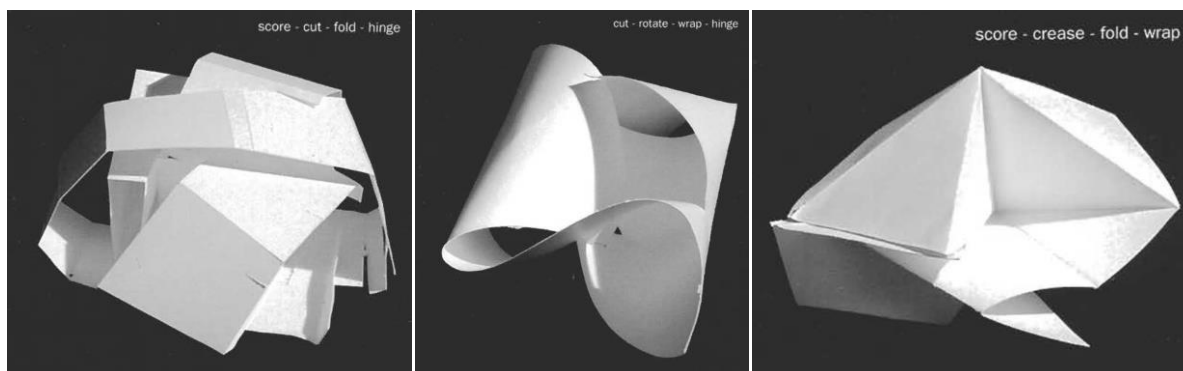 score - cut - fold - hinge
cut - rotate - wrap - hinge
score - crease - fold - wrap